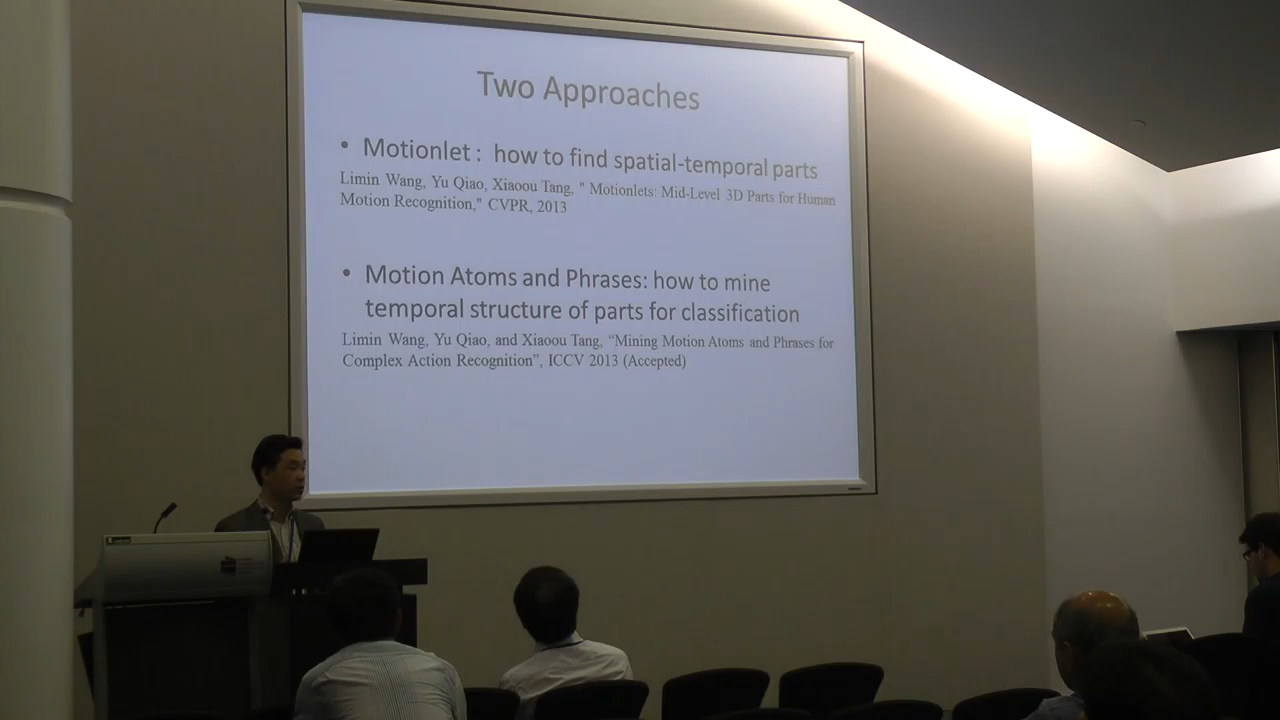 Two Approaches
• Motionlet : how to find spatial-temporal parts
Limin Wang, Yu Qiao, Xiaoou Tang, " Motionlets: Mid-Level 3D Parts for Human
Motion Recognition," CVPR, 2013
• Motion Atoms and Phrases: how to mine
temporal structure of parts for classification
Limin Wang, Yu Qiao, and Xiaoou Tang, “Mining Motion Atoms and Phrases for
Complex Action Recognition”, ICCV 2013 (Accepted)